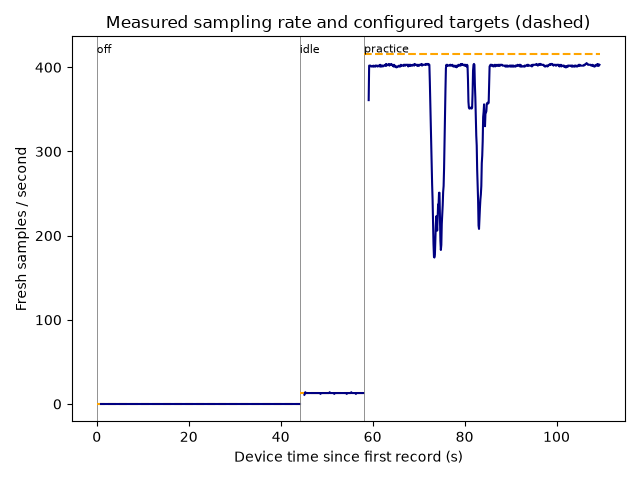 Measured sampling rate and configured targets (dashed)
off
idle
practice
400
300
200
100
0
Fresh samples / second
0
20
40
60
80
100
Device time since first record (s)